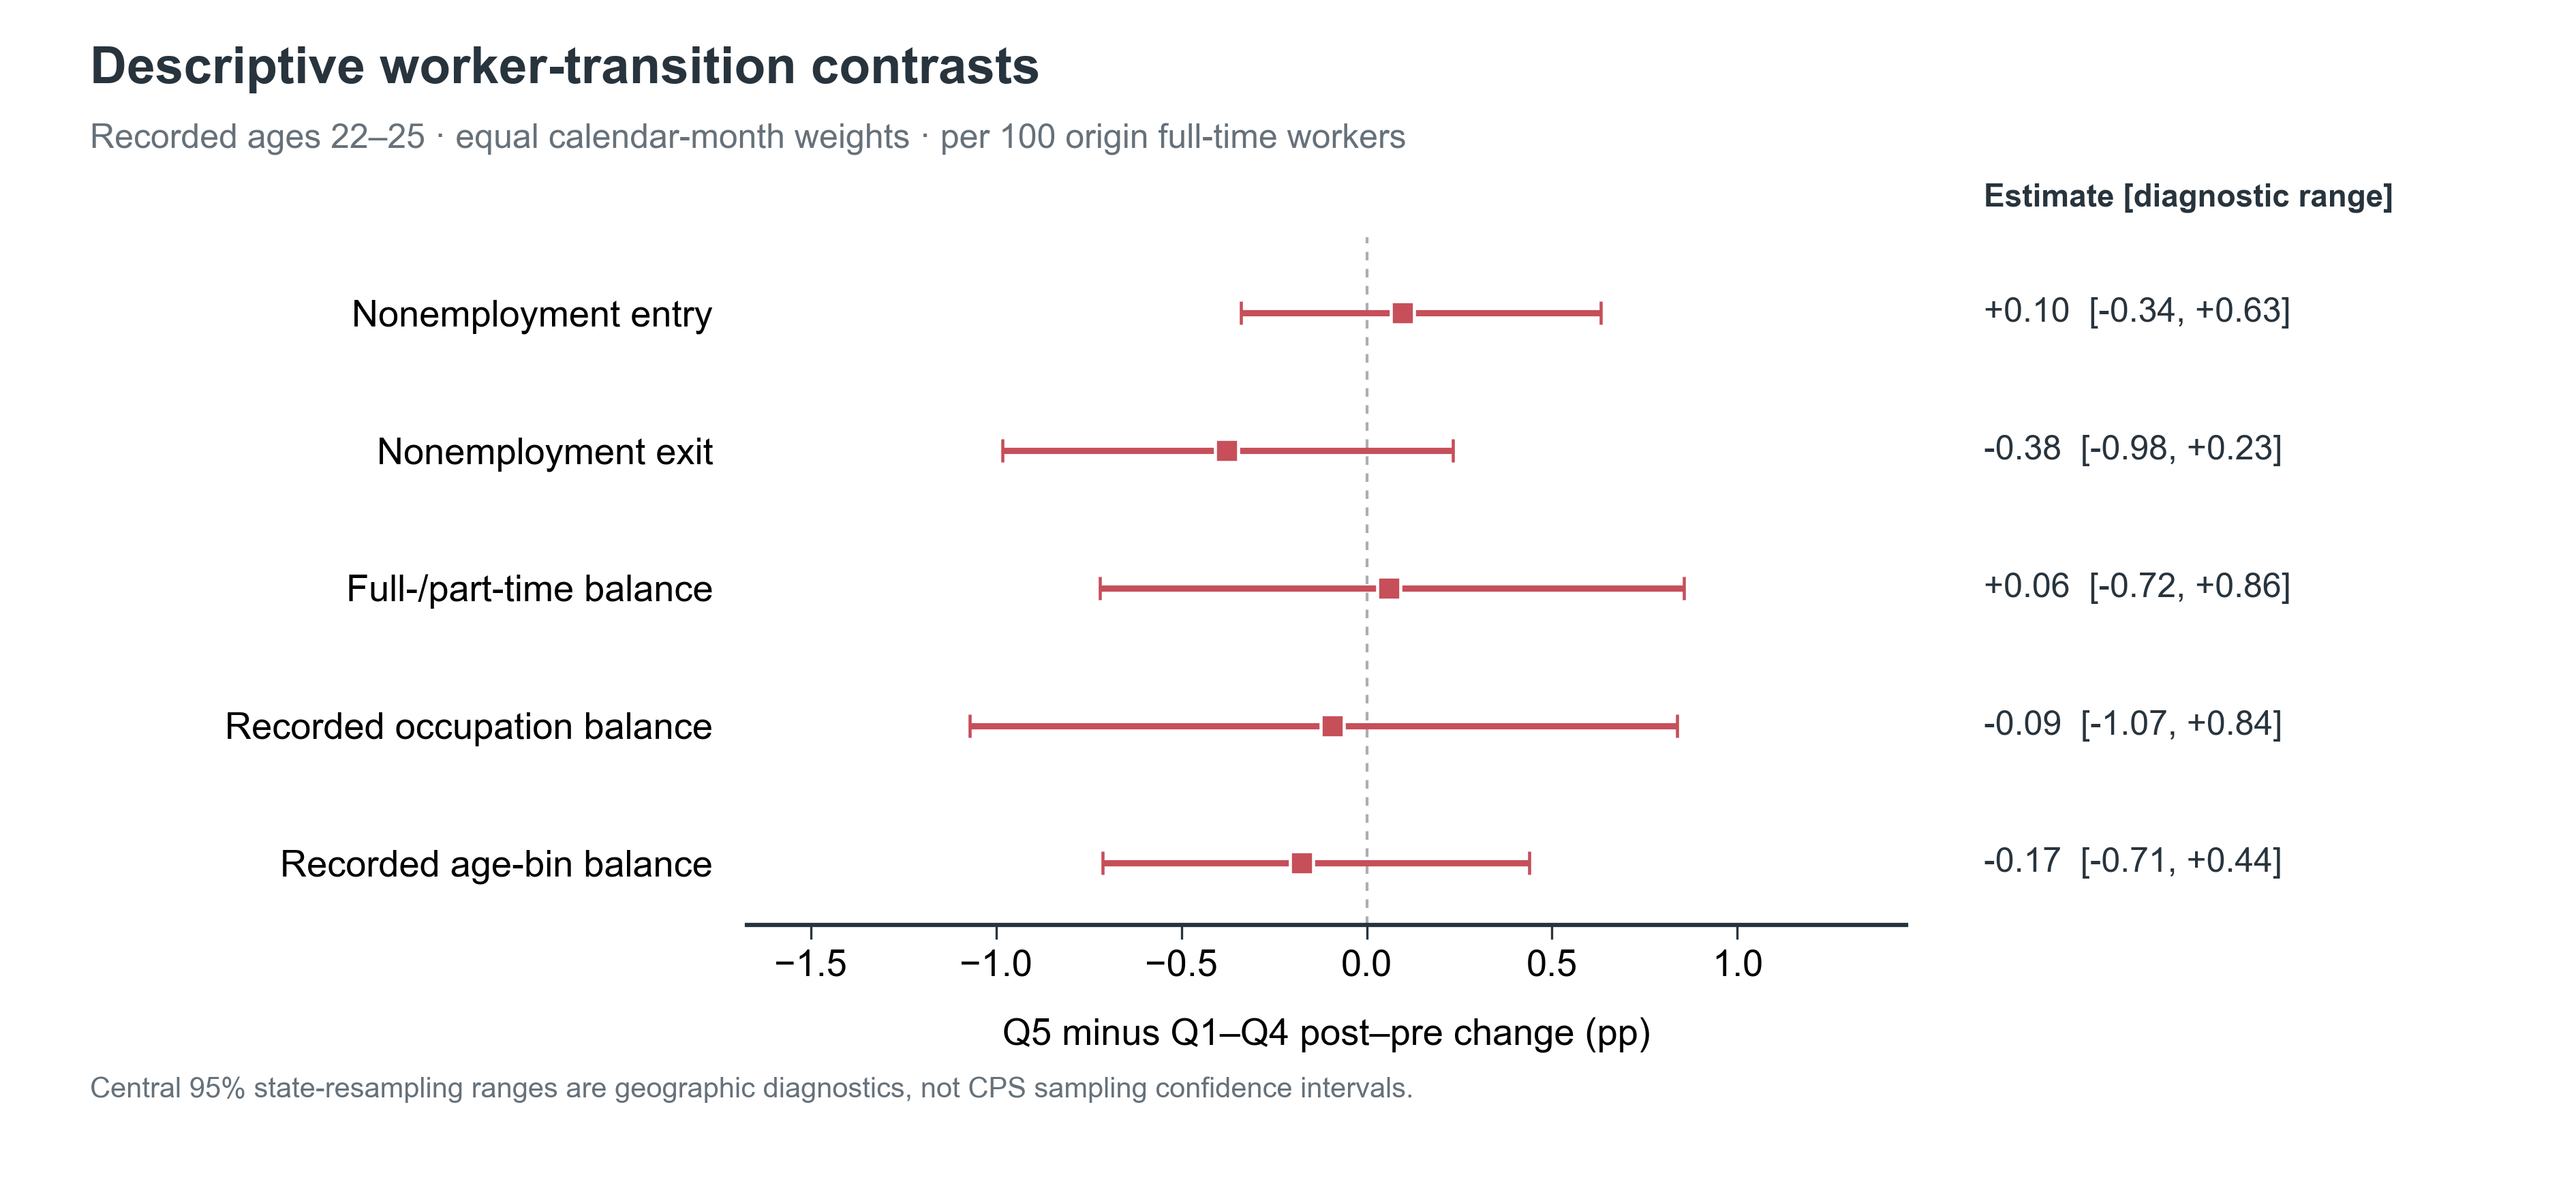 Descriptive worker-transition contrasts
Recorded ages 22–25 · equal calendar-month weights · per 100 origin full-time workers
Estimate [diagnostic range]
Nonemployment entry
+0.10 [-0.34, +0.63]
Nonemployment exit
-0.38 [-0.98, +0.23]
Full-/part-time balance
+0.06 [-0.72, +0.86]
Recorded occupation balance
-0.09 [-1.07, +0.84]
Recorded age-bin balance
-0.17 [-0.71, +0.44]
−1.5 −1.0 −0.5 0.0 0.5 1.0
Q5 minus Q1–Q4 post–pre change (pp)
Central 95% state-resampling ranges are geographic diagnostics, not CPS sampling confidence intervals.